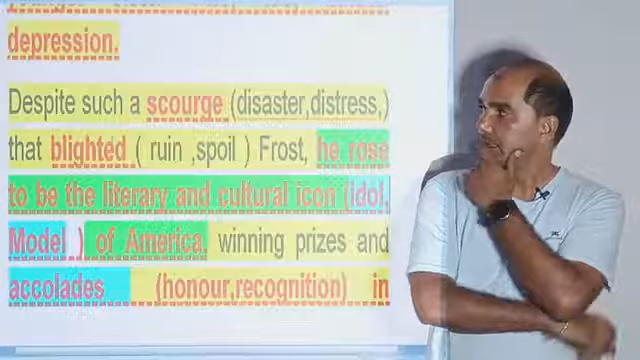 depression.
Despite such a scourge (disaster,distress,)
that blighted ( ruin ,spoil ) Frost, he rose
to be the literary and cultural icon (idol,
Model ) of America, winning prizes and
accolades (honour,recognition) in